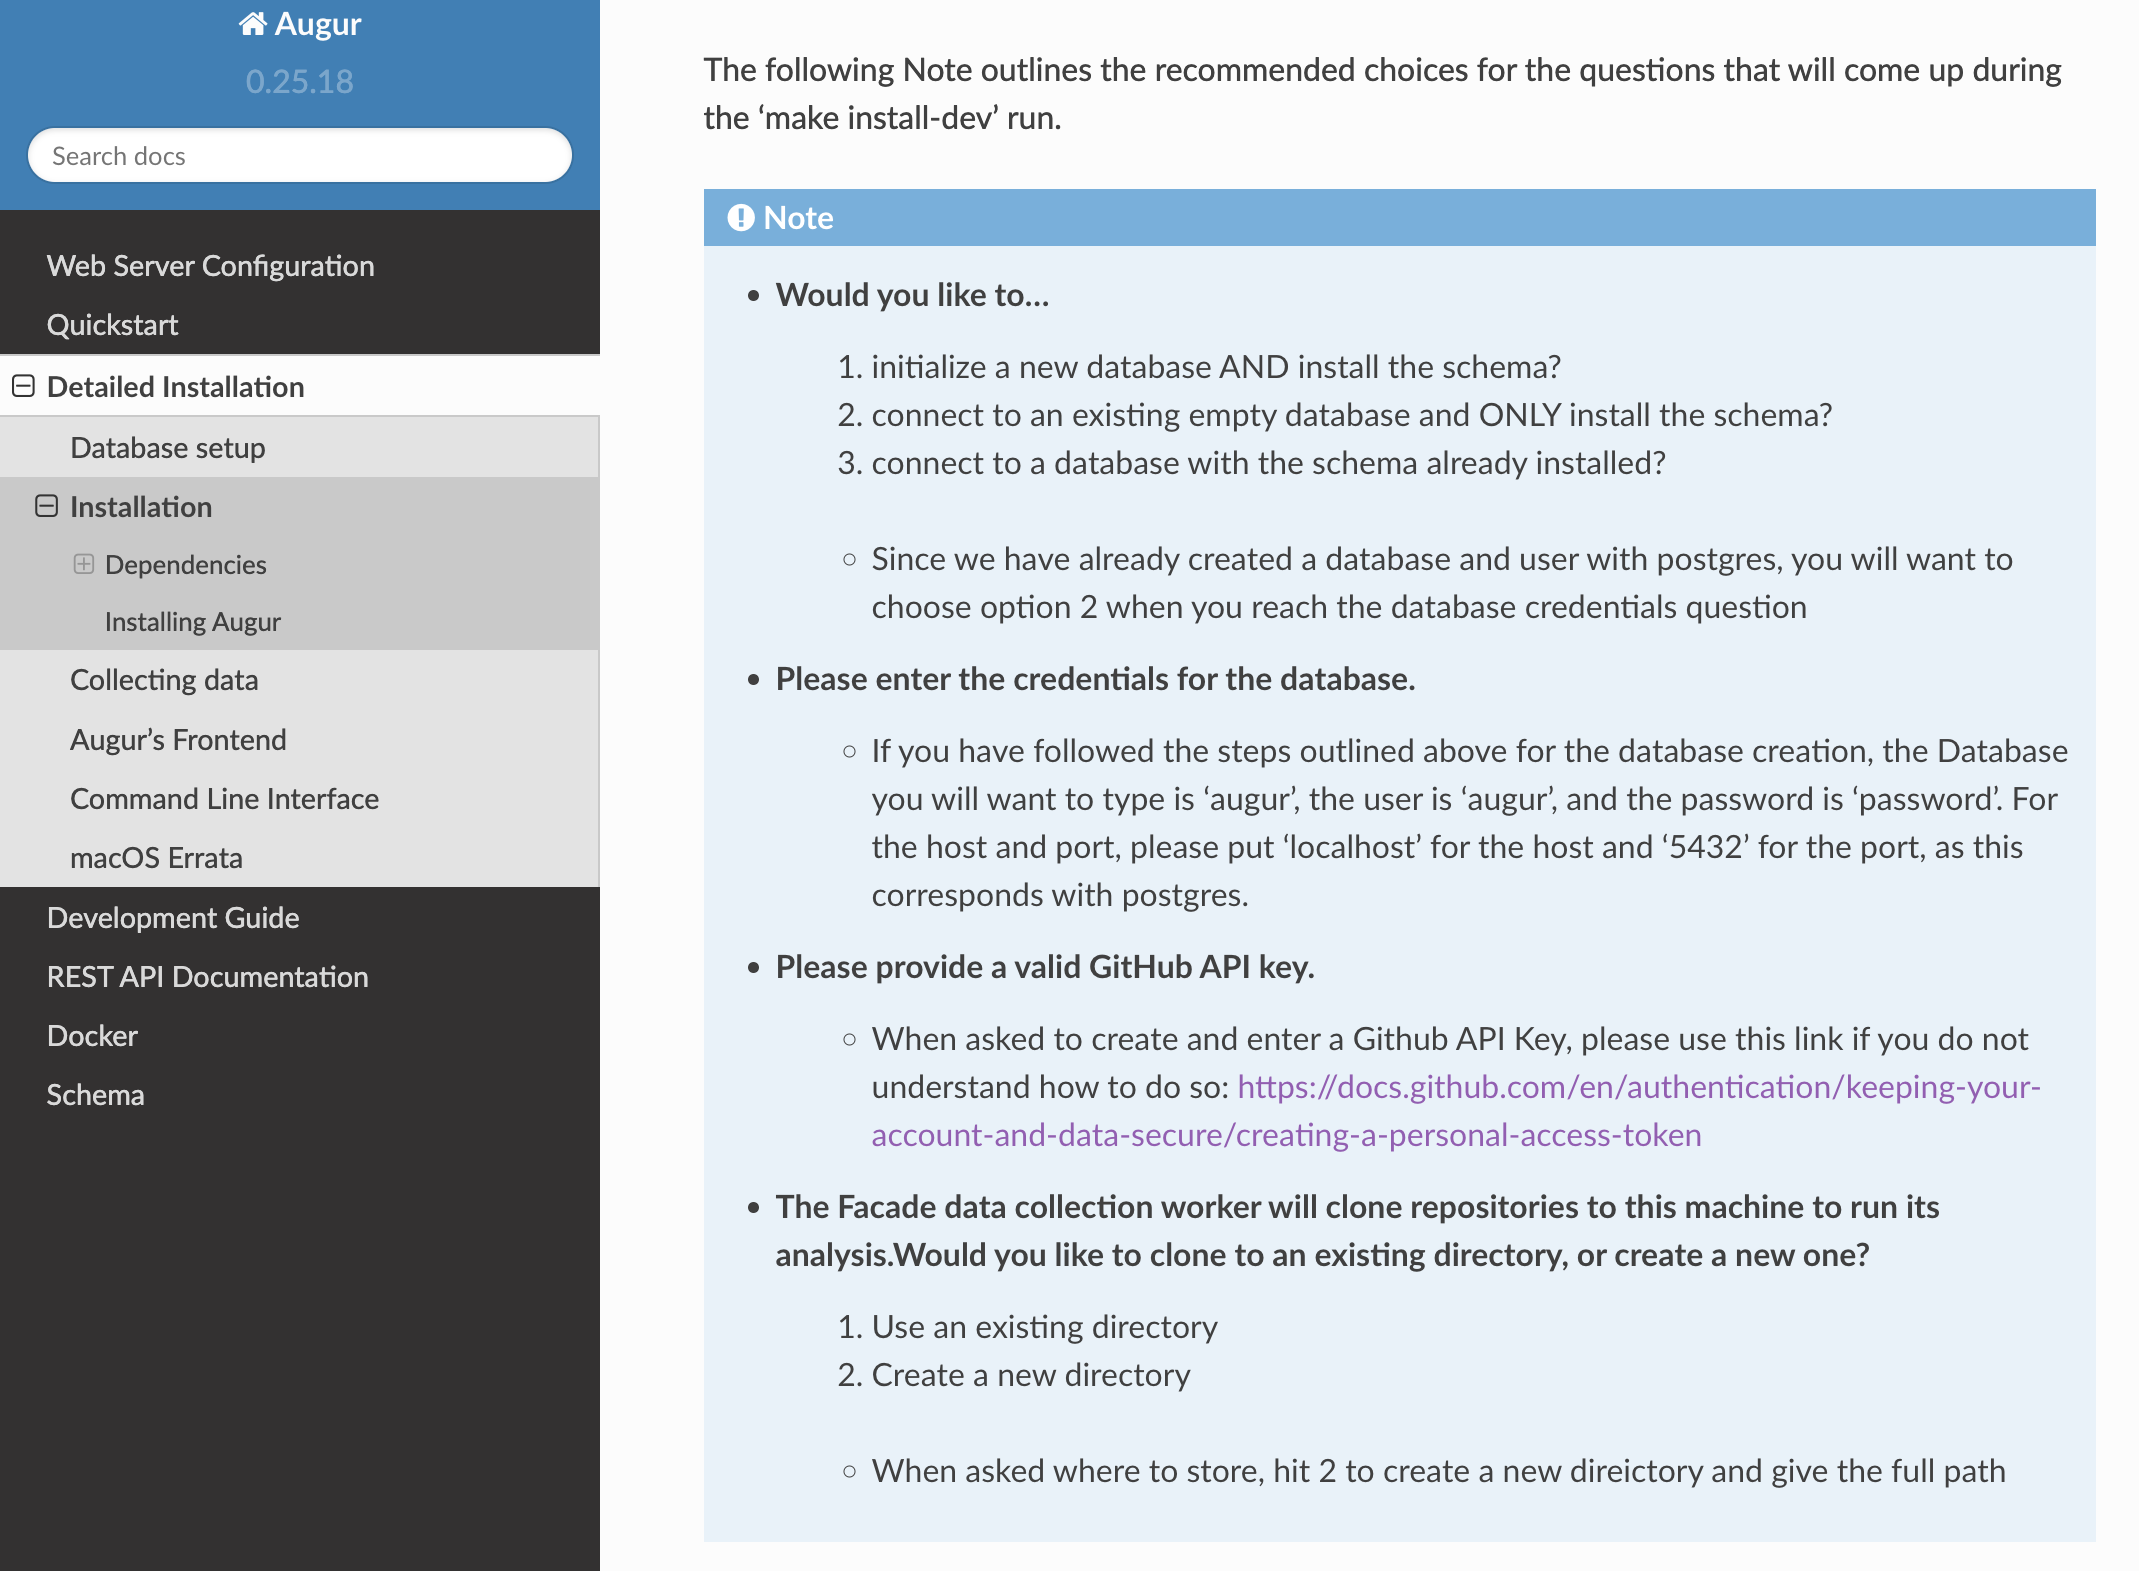 Augur
0.25.18
Search docs
Web Server Configuration
Quickstart
Detailed Installation
Database setup
Installation
Dependencies
Installing Augur
Collecting data
Augur’s Frontend
Command Line Interface
macOS Errata
Development Guide
REST API Documentation
Docker
Schema
The following Note outlines the recommended choices for the questions that will come up during
the ‘make install-dev’ run.
Note
• Would you like to...
1. initialize a new database AND install the schema?
2. connect to an existing empty database and ONLY install the schema?
3. connect to a database with the schema already installed?
○ Since we have already created a database and user with postgres, you will want to
choose option 2 when you reach the database credentials question
• Please enter the credentials for the database.
○ If you have followed the steps outlined above for the database creation, the Database
you will want to type is ‘augur’, the user is ‘augur’, and the password is ‘password’. For
the host and port, please put ‘localhost’ for the host and ‘5432’ for the port, as this
corresponds with postgres.
• Please provide a valid GitHub API key.
○ When asked to create and enter a Github API Key, please use this link if you do not
understand how to do so: https://docs.github.com/en/authentication/keeping-your-
account-and-data-secure/creating-a-personal-access-token
• The Facade data collection worker will clone repositories to this machine to run its
analysis.Would you like to clone to an existing directory, or create a new one?
1. Use an existing directory
2. Create a new directory
○ When asked where to store, hit 2 to create a new direictory and give the full path